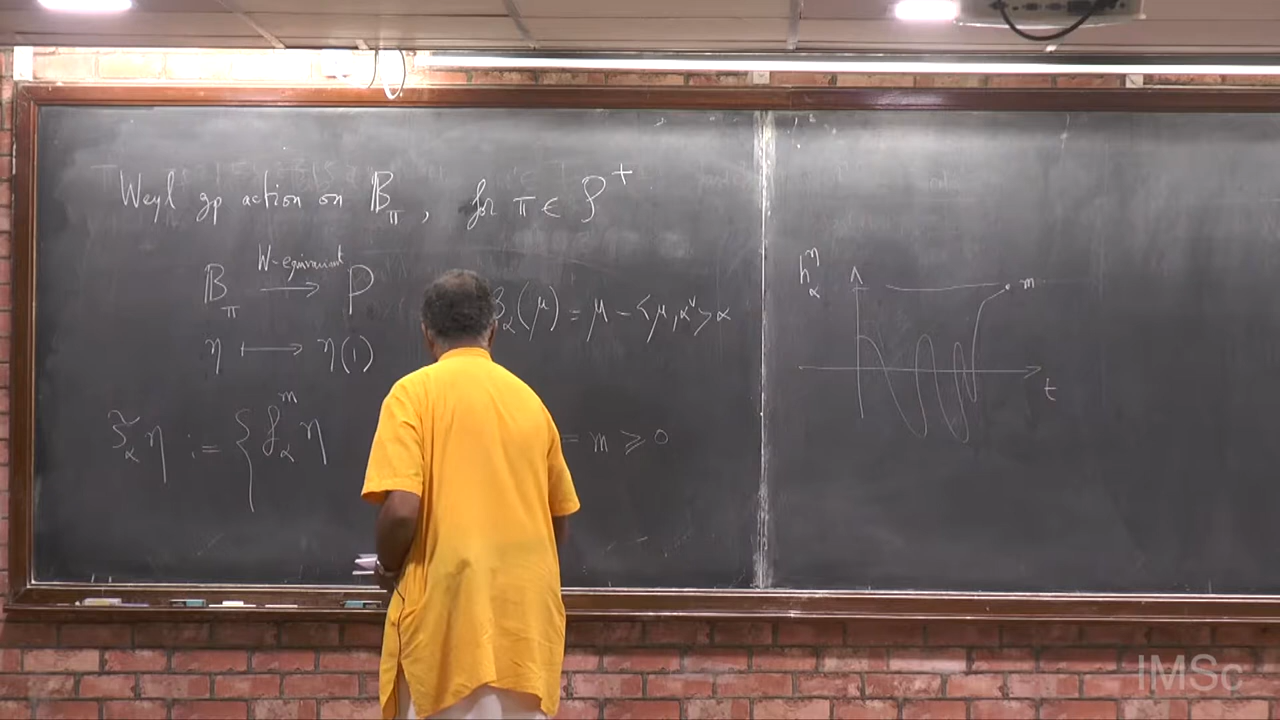 Weyl gp action on 𝔹_π, for π ∈ 𝒫⁺
W-equivariant
𝔹_π ⟶ P
s_α(μ) = μ - <μ, α^∨> α
η ⟼ η(1)
s̃_α η := { f_α^m η
= m ⩾ 0
h_α^η
m
t
IMSc